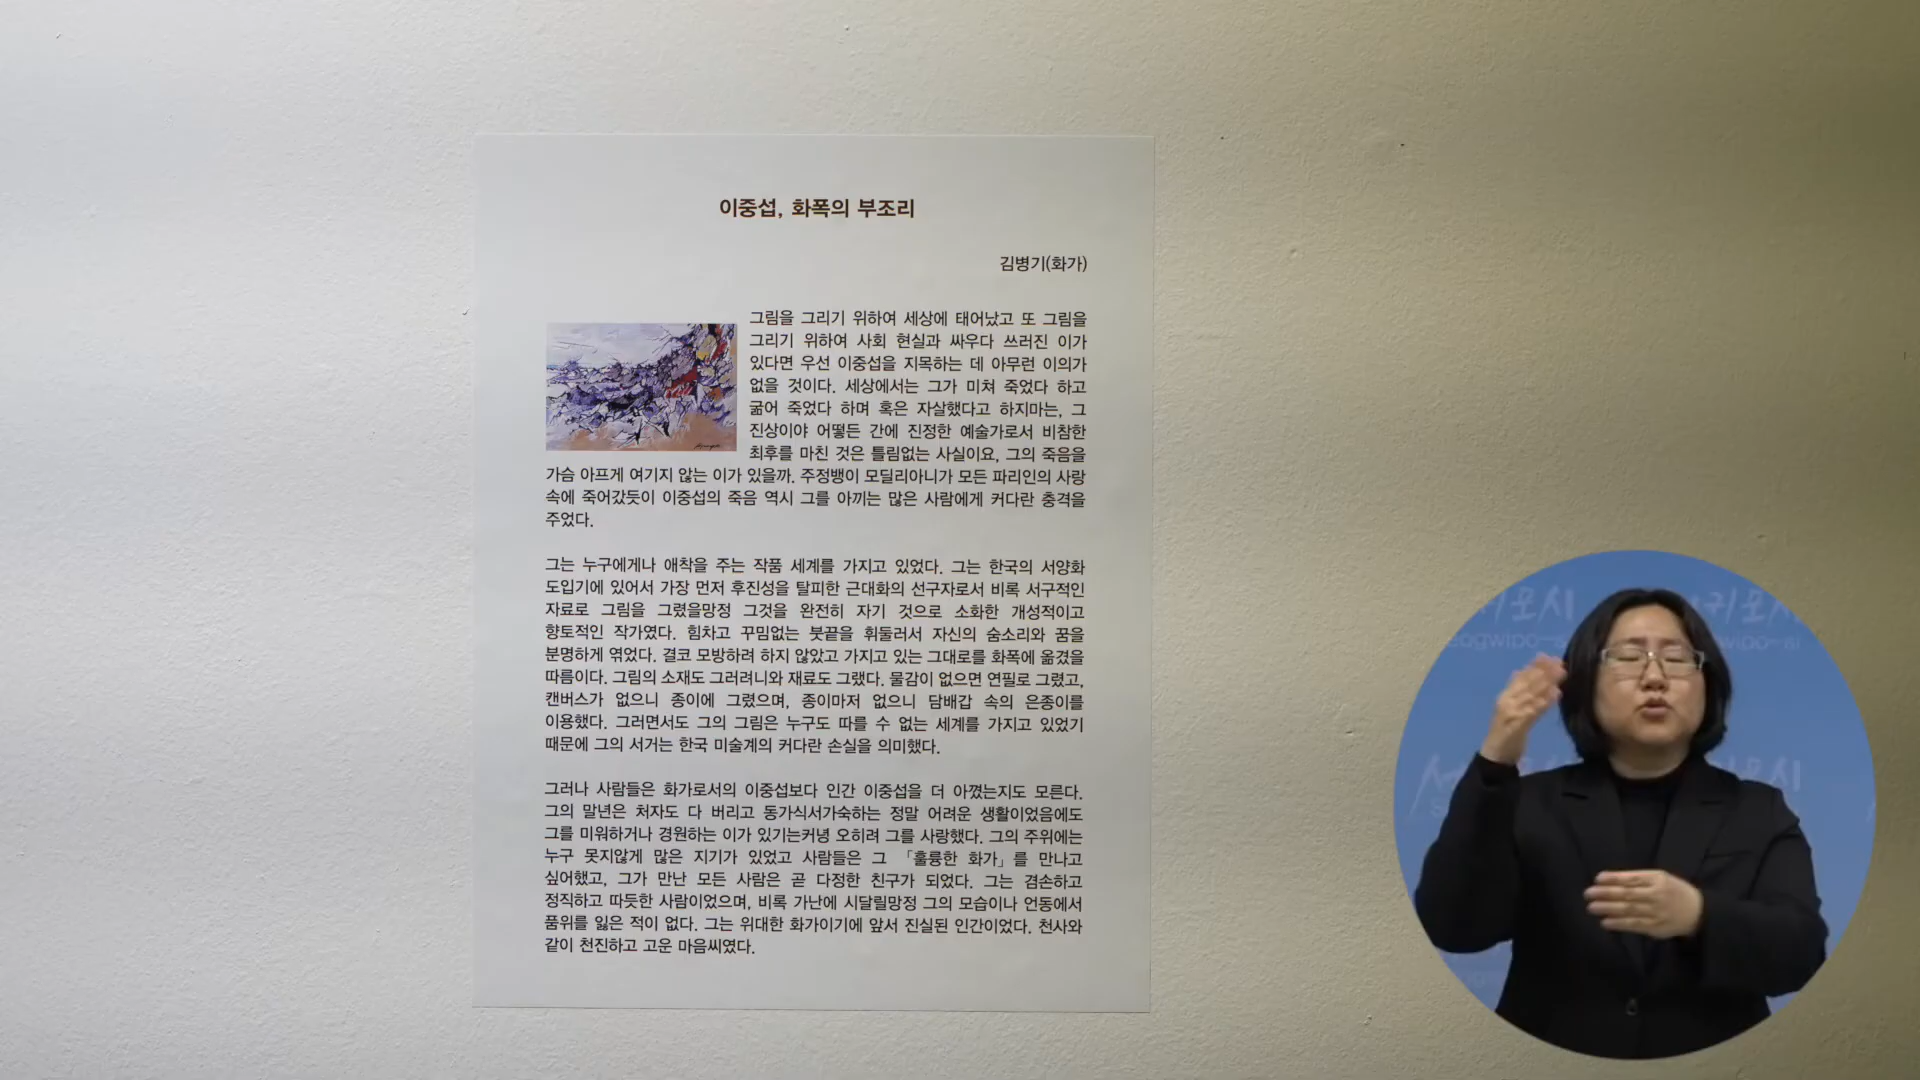 이중섭, 화폭의 부조리
김병기(화가)
그림을 그리기 위하여 세상에 태어났고 또 그림을
그리기 위하여 사회 현실과 싸우다 쓰러진 이가
있다면 우선 이중섭을 지목하는 데 아무런 이의가
없을 것이다. 세상에서는 그가 미쳐 죽었다 하고
굶어 죽었다 하며 혹은 자살했다고 하지마는, 그
진상이야 어떻든 간에 진정한 예술가로서 비참한
최후를 마친 것은 틀림없는 사실이요, 그의 죽음을
가슴 아프게 여기지 않는 이가 있을까. 주정뱅이 모딜리아니가 모든 파리인의 사랑
속에 죽어갔듯이 이중섭의 죽음 역시 그를 아끼는 많은 사람에게 커다란 충격을
주었다.
그는 누구에게나 애착을 주는 작품 세계를 가지고 있었다. 그는 한국의 서양화
도입기에 있어서 가장 먼저 후진성을 탈피한 근대화의 선구자로서 비록 서구적인
자료로 그림을 그렸을망정 그것을 완전히 자기 것으로 소화한 개성적이고
향토적인 작가였다. 힘차고 꾸밈없는 붓끝을 휘둘러서 자신의 숨소리와 꿈을
분명하게 엮었다. 결코 모방하려 하지 않았고 가지고 있는 그대로를 화폭에 옮겼을
따름이다. 그림의 소재도 그러려니와 재료도 그랬다. 물감이 없으면 연필로 그렸고,
캔버스가 없으니 종이에 그렸으며, 종이마저 없으니 담배갑 속의 은종이를
이용했다. 그러면서도 그의 그림은 누구도 따를 수 없는 세계를 가지고 있었기
때문에 그의 서거는 한국 미술계의 커다란 손실을 의미했다.
그러나 사람들은 화가로서의 이중섭보다 인간 이중섭을 더 아꼈는지도 모른다.
그의 말년은 처자도 다 버리고 동가식서가숙하는 정말 어려운 생활이었음에도
그를 미워하거나 경원하는 이가 있기는커녕 오히려 그를 사랑했다. 그의 주위에는
누구 못지않게 많은 지기가 있었고 사람들은 그 「훌륭한 화가」를 만나고
싶어했고, 그가 만난 모든 사람은 곧 다정한 친구가 되었다. 그는 겸손하고
정직하고 따듯한 사람이었으며, 비록 가난에 시달릴망정 그의 모습이나 언동에서
품위를 잃은 적이 없다. 그는 위대한 화가이기에 앞서 진실된 인간이었다. 천사와
같이 천진하고 고운 마음씨였다.